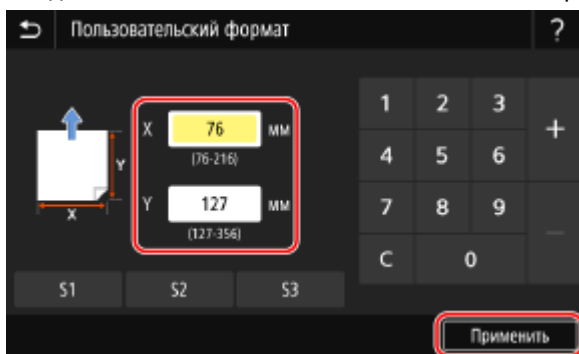 Пользовательский формат ?
X 76 мм
(76-216)
Y 127 мм
(127-356)
Y
X
1 2 3 +
4 5 6
7 8 9 −
C 0
S1 S2 S3
Применить